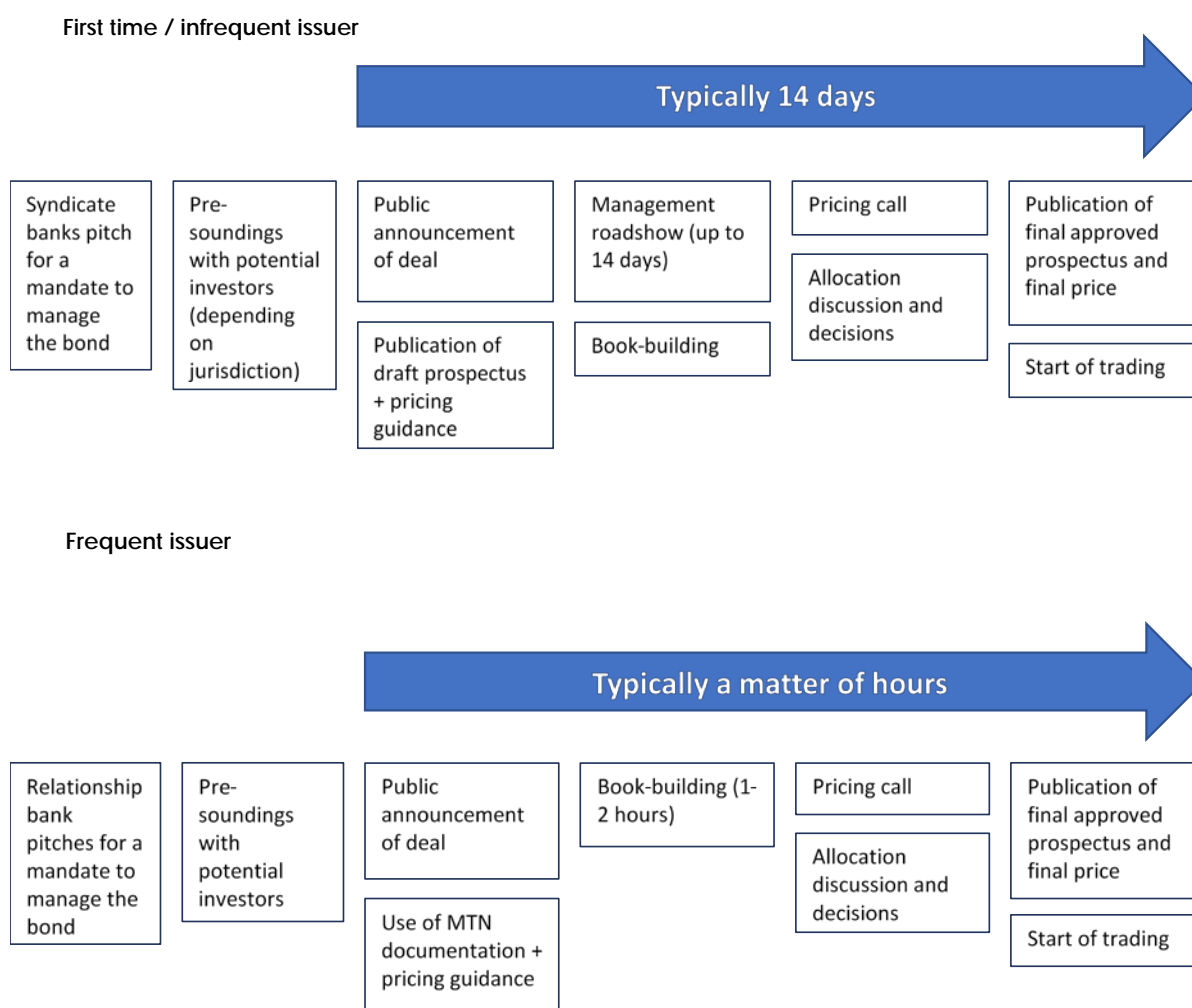 First time / infrequent issuer
Typically 14 days
Syndicate
banks pitch
for a
mandate to
manage
the bond
Pre-
soundings
with potential
investors
(depending
on
jurisdiction)
Public
announcement
of deal
Publication of
draft prospectus
+ pricing
guidance
Management
roadshow (up to
14 days)
Book-building
Pricing call
Allocation
discussion and
decisions
Publication of
final approved
prospectus and
final price
Start of trading
Frequent issuer
Typically a matter of hours
Relationship
bank
pitches for a
mandate to
manage the
bond
Pre-
soundings
with
potential
investors
Public
announcement
of deal
Use of MTN
documentation +
pricing guidance
Book-building (1-
2 hours)
Pricing call
Allocation
discussion and
decisions
Publication of
final approved
prospectus and
final price
Start of trading